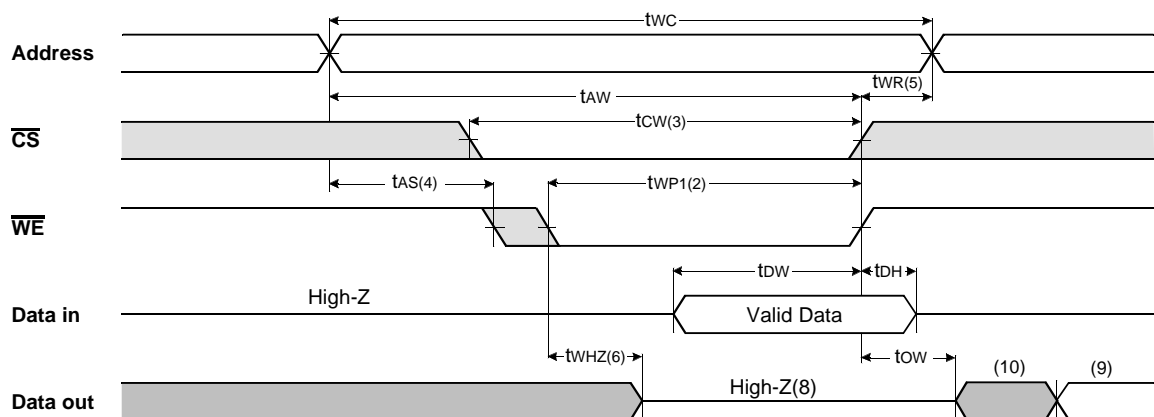 tWC
Address
tWR(5)
tAW
tCW(3)
CS
tAS(4)
tWP1(2)
WE
tDW
tDH
High-Z
Data in
Valid Data
tWHZ(6)
tOW
High-Z(8)
(10)
(9)
Data out